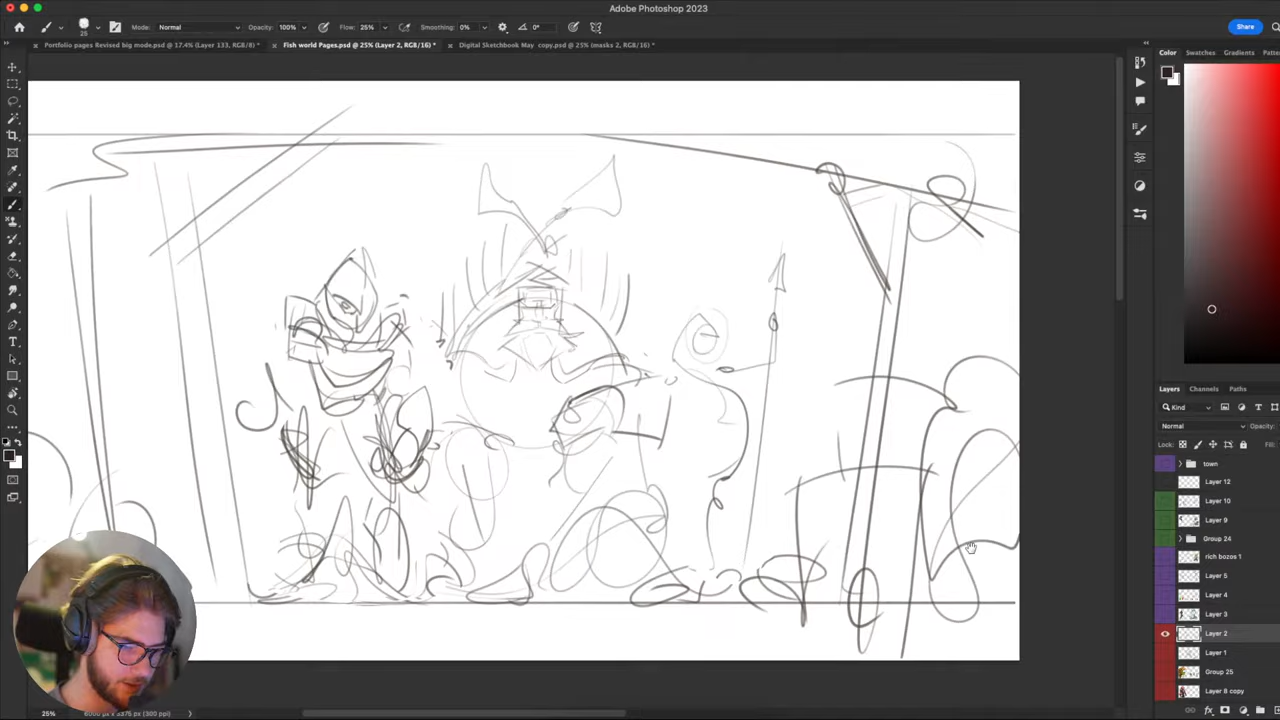 Adobe Photoshop 2023
Mode: Normal Opacity: 100% Flow: 25% Smoothing: 0% 0° Share
25
Portfolio pages Revised big mode.psd @ 17.4% (Layer 133, RGB/8) * Fish world Pages.psd @ 25% (Layer 2, RGB/16) * Digital Sketchbook May copy.psd @ 25% (masks 2, RGB/16) *
Color Swatches Gradients
Layers Channels Paths
Kind
Normal Opacity:
Lock: Fill:
town
Layer 12
Layer 10
Layer 9
Group 24
rich bozos 1
Layer 5
Layer 4
Layer 3
Layer 2
Layer 1
Group 25
Layer 8 copy
25%